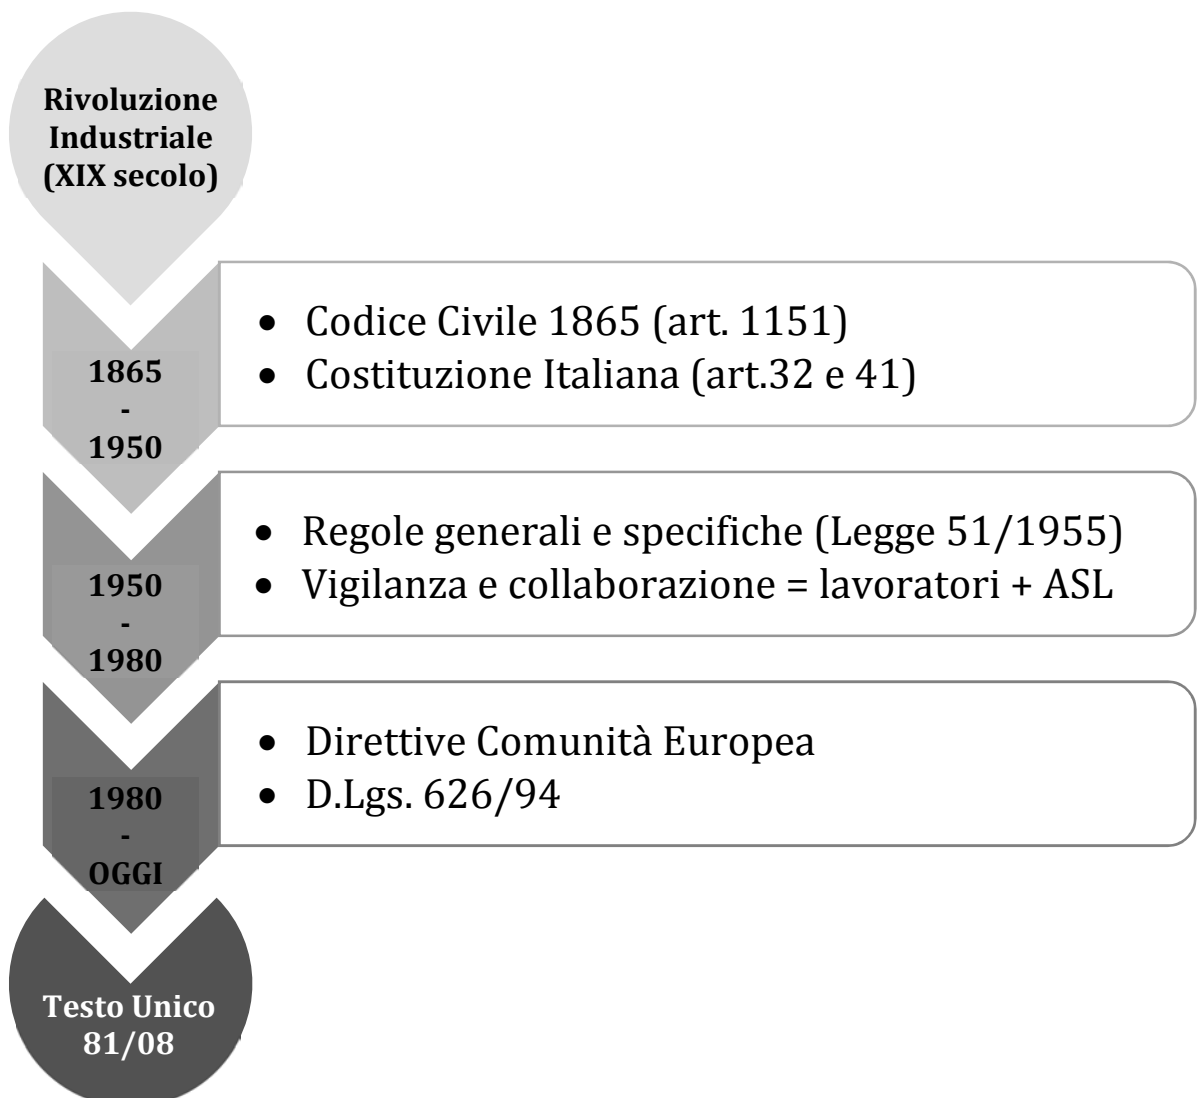 Rivoluzione
Industriale
(XIX secolo)
1865
-
1950
• Codice Civile 1865 (art. 1151)
• Costituzione Italiana (art.32 e 41)
1950
-
1980
• Regole generali e specifiche (Legge 51/1955)
• Vigilanza e collaborazione = lavoratori + ASL
1980
-
OGGI
• Direttive Comunità Europea
• D.Lgs. 626/94
Testo Unico
81/08